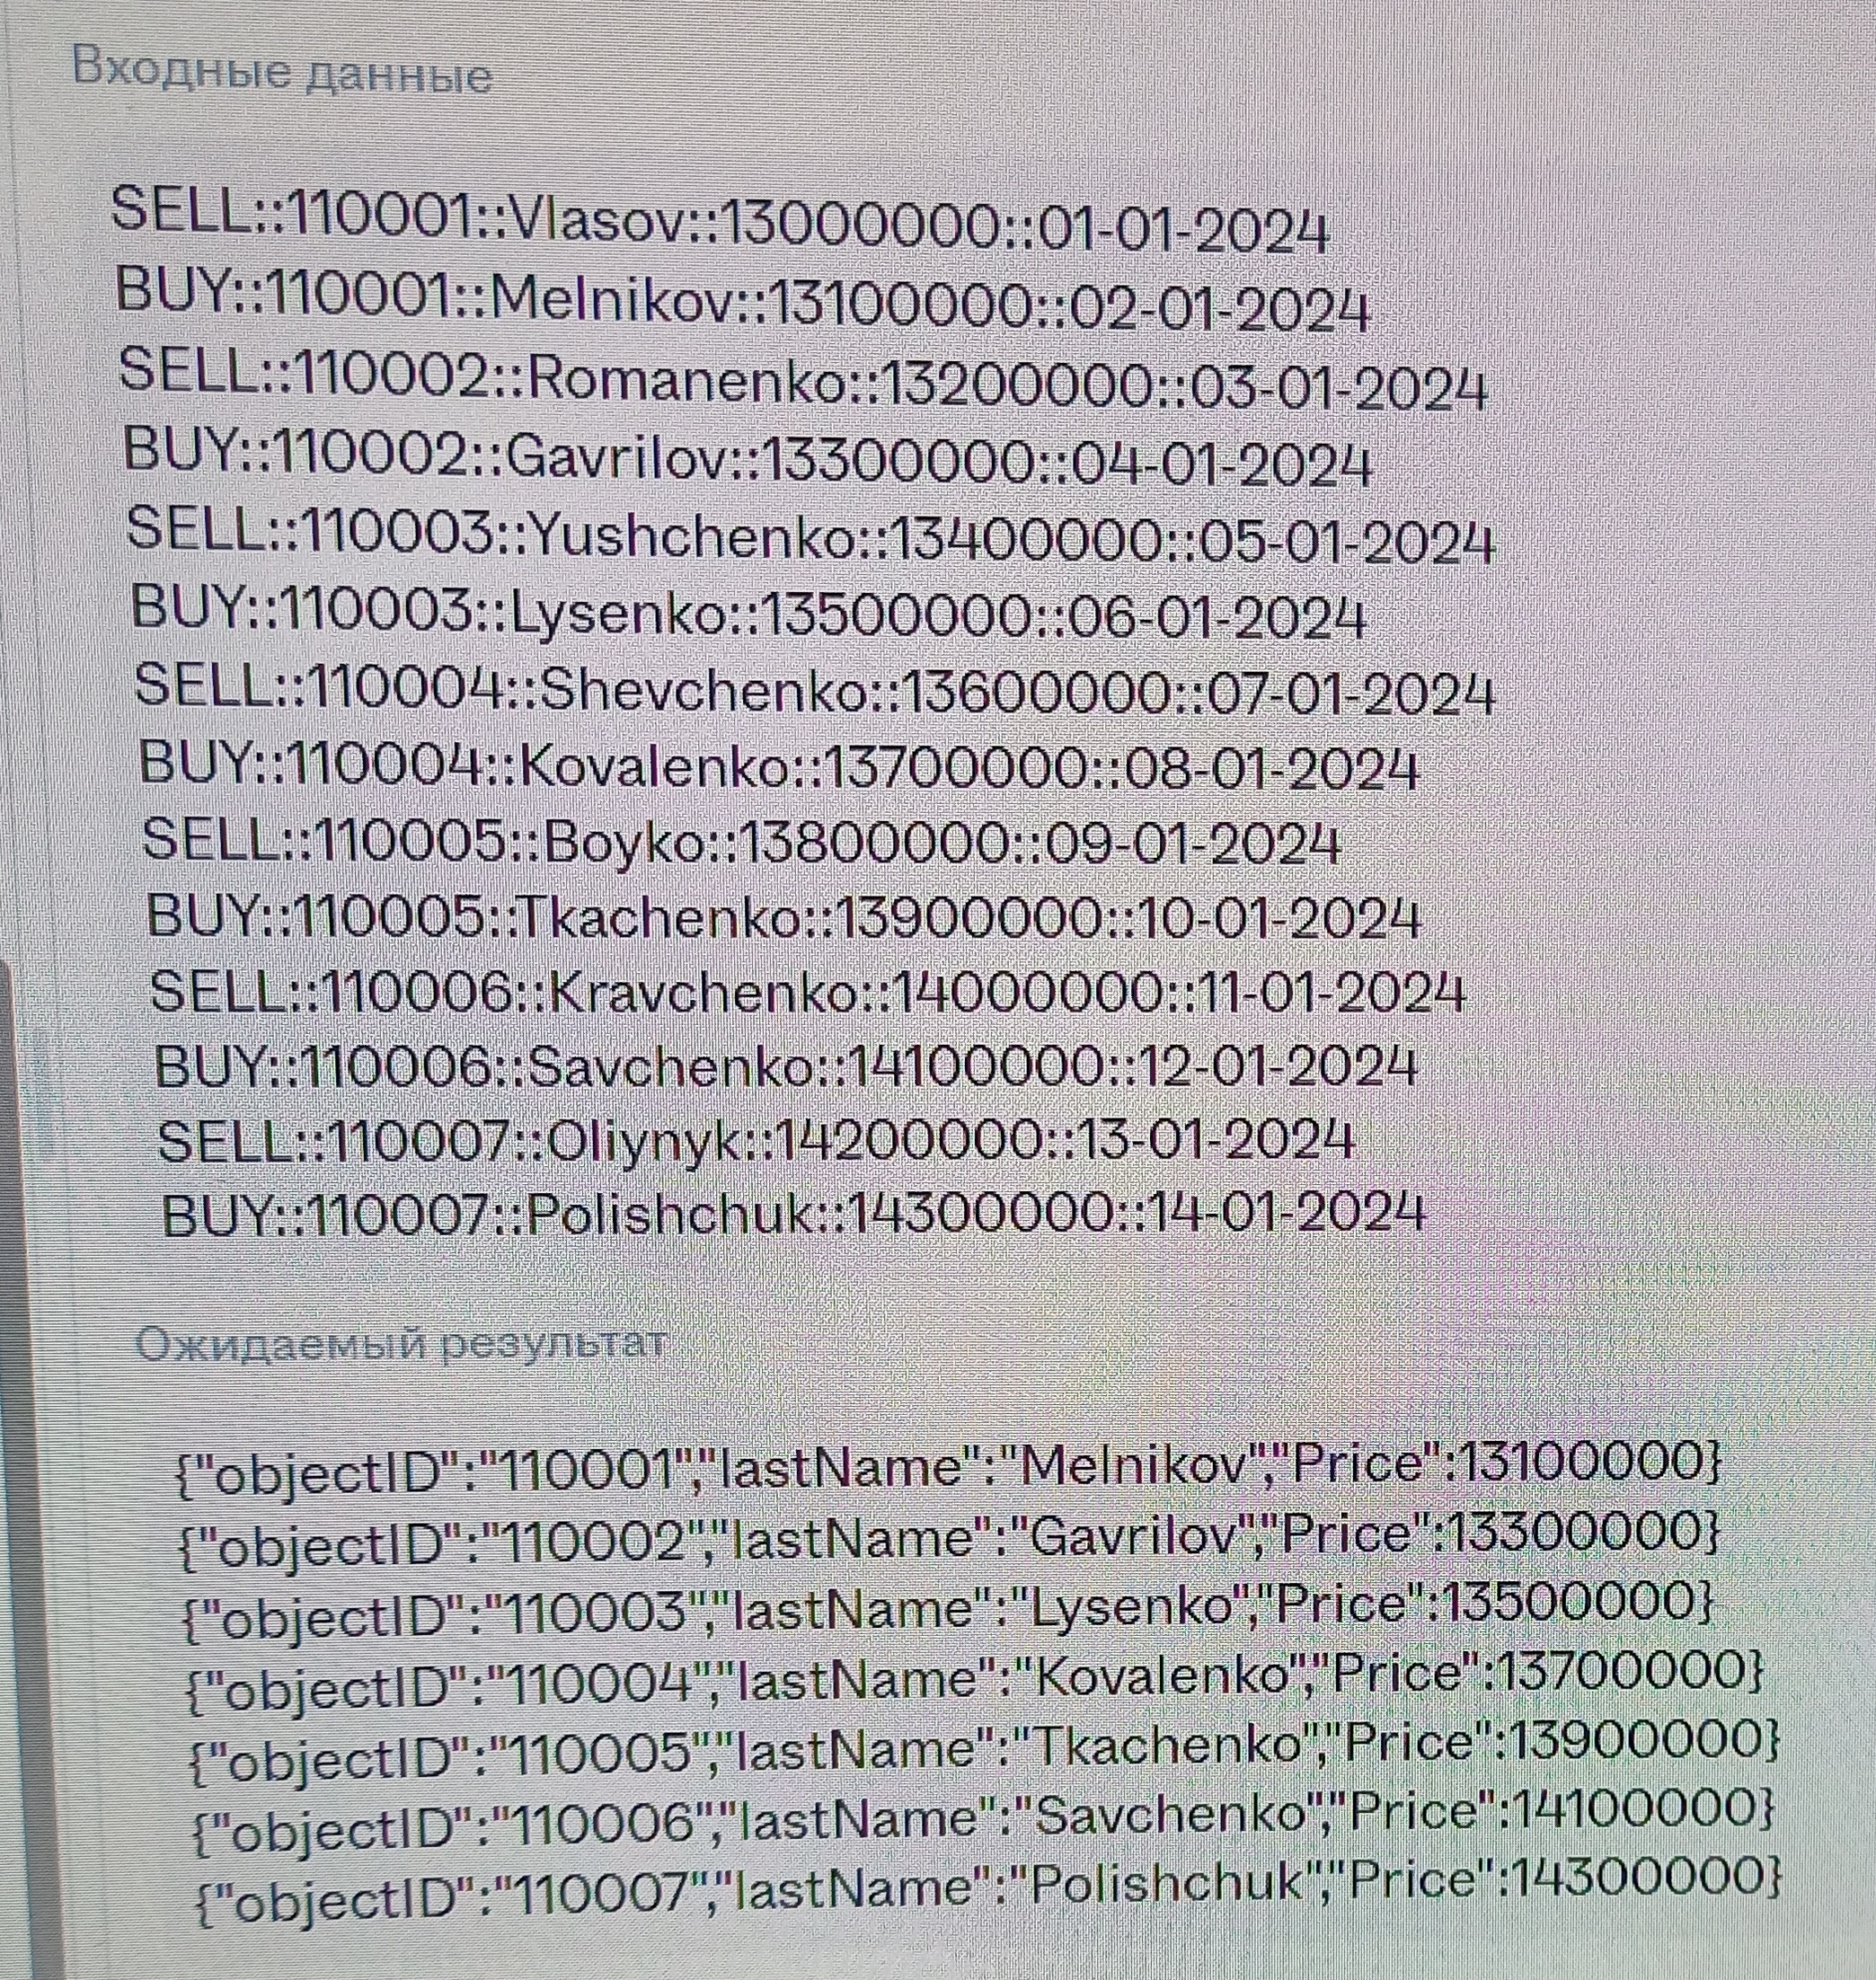 Входные данные
SELL::110001::Vlasov::13000000::01-01-2024
BUY::110001::Melnikov::13100000::02-01-2024
SELL::110002::Romanenko::13200000::03-01-2024
BUY::110002::Gavrilov::13300000::04-01-2024
SELL::110003::Yushchenko::13400000::05-01-2024
BUY::110003::Lysenko::13500000::06-01-2024
SELL::110004::Shevchenko::13600000::07-01-2024
BUY::110004::Kovalenko::13700000::08-01-2024
SELL::110005::Boyko::13800000::09-01-2024
BUY::110005::Tkachenko::13900000::10-01-2024
SELL::110006::Kravchenko::14000000::11-01-2024
BUY::110006::Savchenko::14100000::12-01-2024
SELL::110007::Oliynyk::14200000::13-01-2024
BUY::110007::Polishchuk::14300000::14-01-2024
Ожидаемый результат
{"objectID":"110001","lastName":"Melnikov","Price":13100000}
{"objectID":"110002","lastName":"Gavrilov","Price":13300000}
{"objectID":"110003","lastName":"Lysenko","Price":13500000}
{"objectID":"110004","lastName":"Kovalenko","Price":13700000}
{"objectID":"110005","lastName":"Tkachenko","Price":13900000}
{"objectID":"110006","lastName":"Savchenko","Price":14100000}
{"objectID":"110007","lastName":"Polishchuk","Price":14300000}